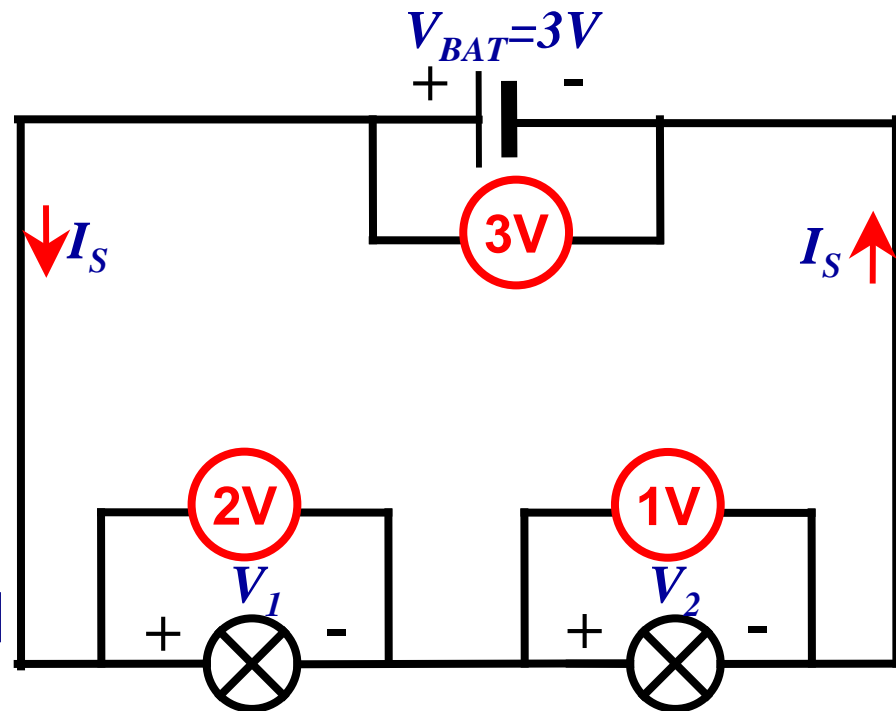 V_BAT=3V
+ -
3V
I_S I_S
2V 1V
V_1 V_2
+ - + -